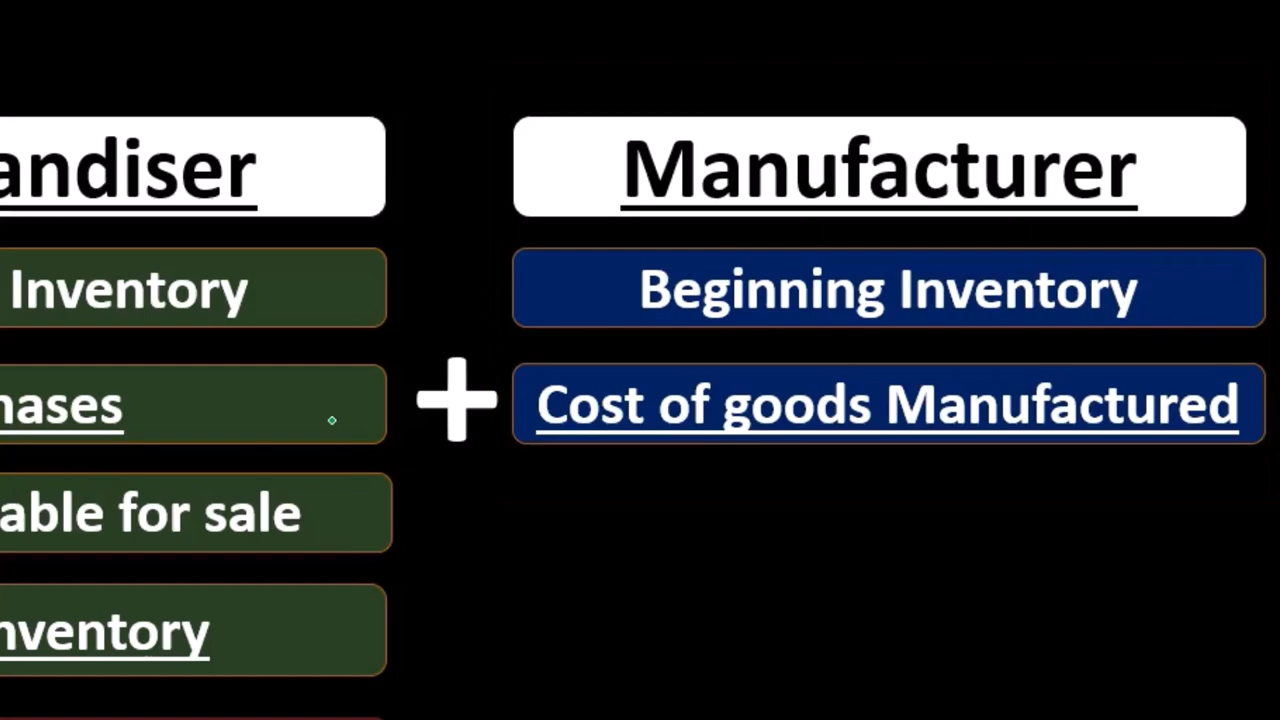 andiser
Manufacturer
Inventory
Beginning Inventory
hases
+
Cost of goods Manufactured
able for sale
nventory